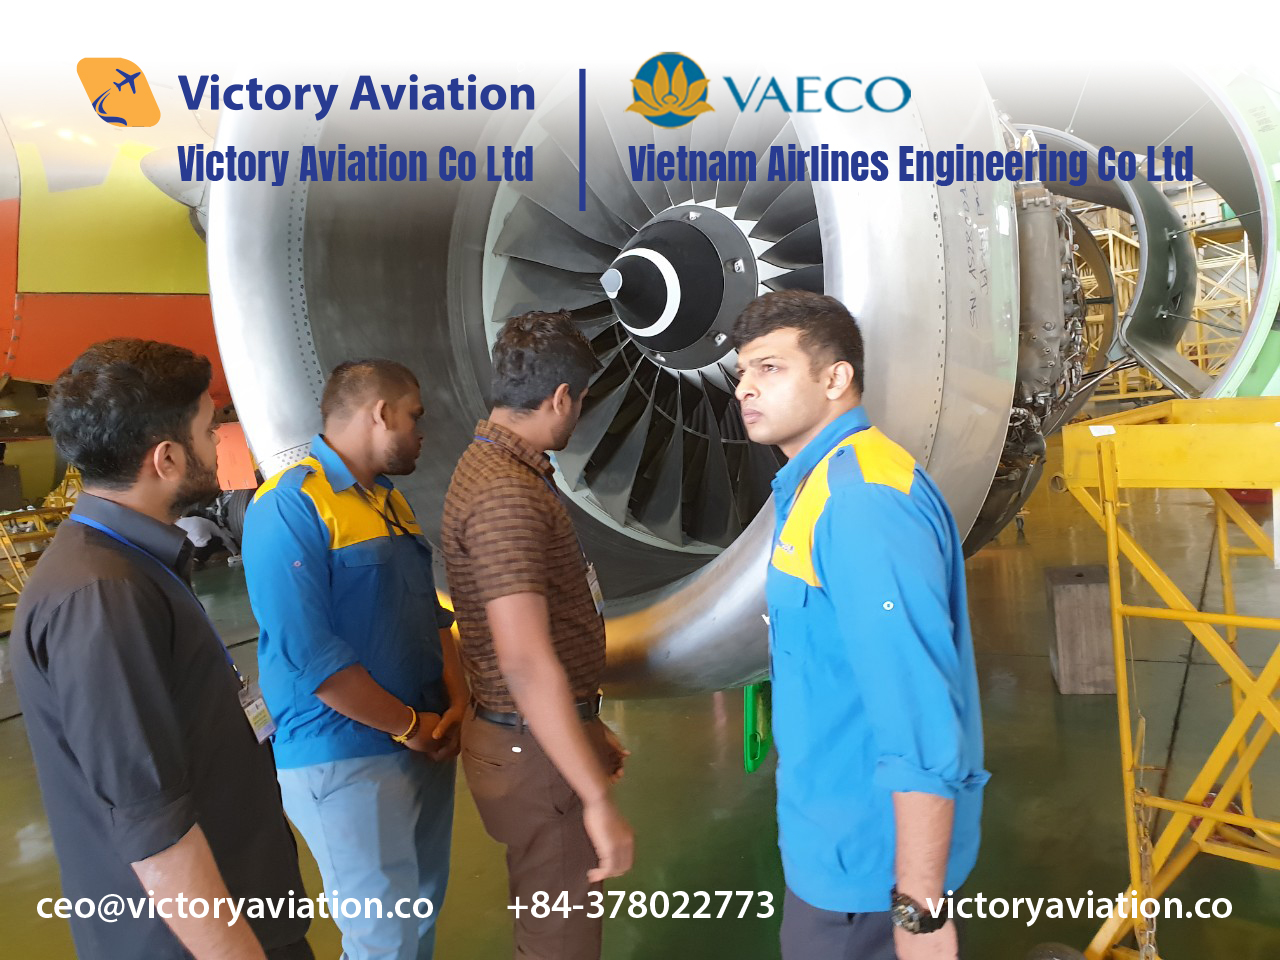 Victory Aviation
Victory Aviation Co Ltd
VAECO
Vietnam Airlines Engineering Co Ltd
ceo@victoryaviation.co
+84-378022773
victoryaviation.co